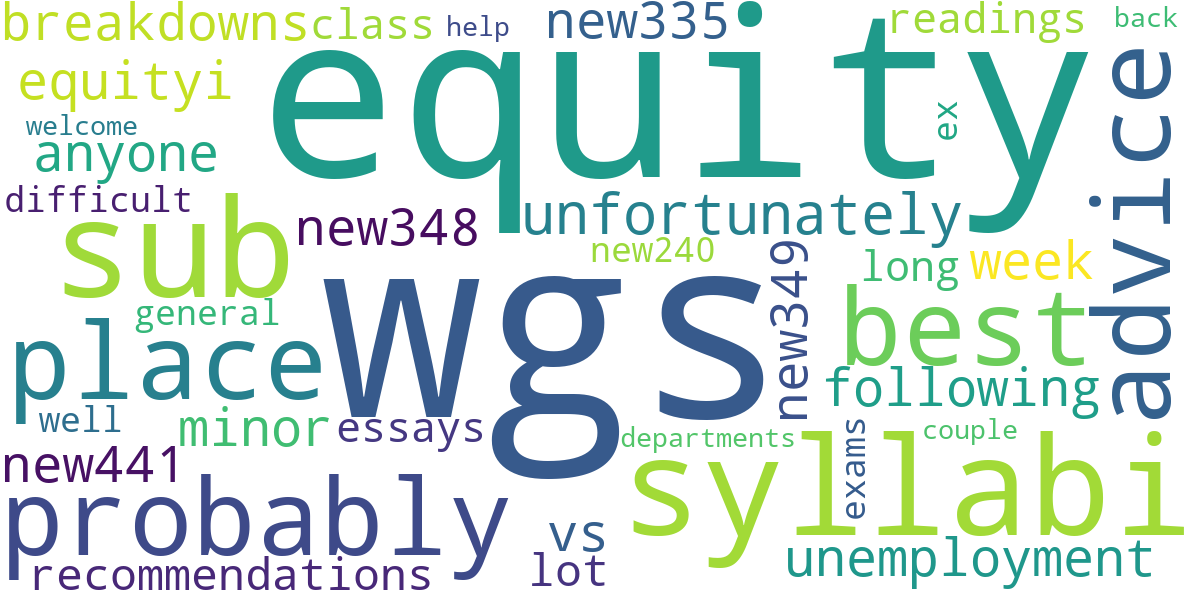 breakdowns
class
help
new335
readings
back
equity
equityi
advice
ex
welcome
anyone
difficult
sub
new348
unfortunately
new240
new349
long
week
general
wgs
best
place
following
well
minor
essays
departments
couple
exams
new441
syllabi
probably
vs
unemployment
recommendations
lot